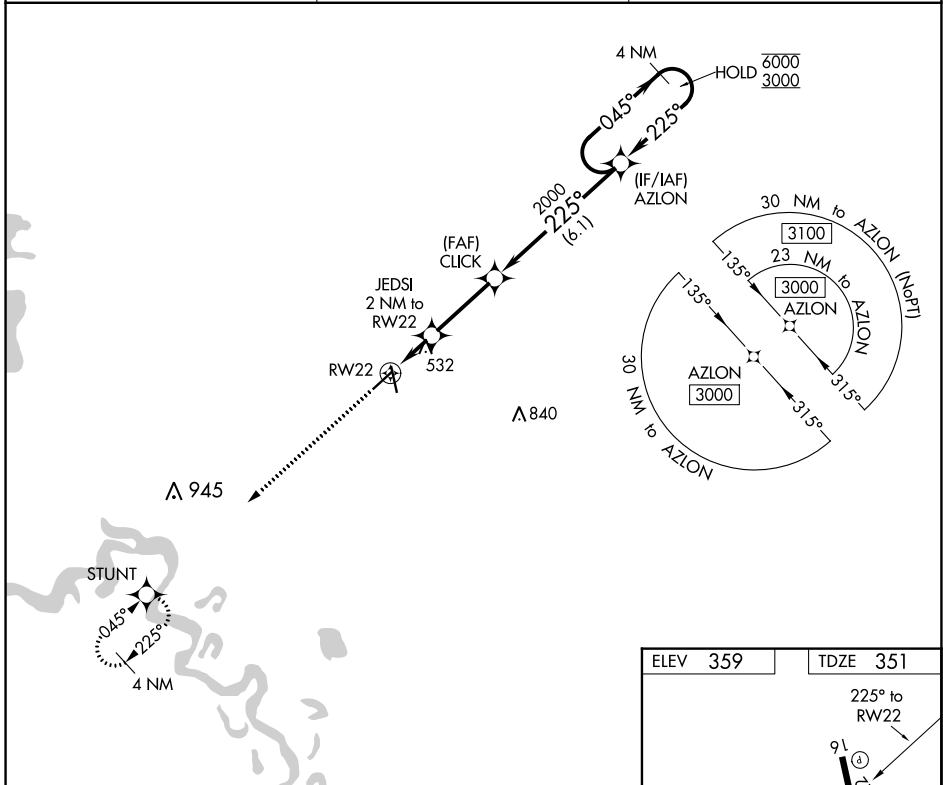 4 NM
HOLD 6000
3000
045°
225°
(IF/IAF)
AZLON
2000
225°
(6.1)
(FAF)
CLICK
JEDSI
2 NM to
RW22
RW22
532
840
945
30 NM to AZLON (NoPT)
3100
23 NM to AZLON
3000
AZLON
135°
315°
135°
AZLON
3000
315°
30 NM to AZLON
STUNT
045°
225°
4 NM
ELEV 359
TDZE 351
225° to
RW22
16
P